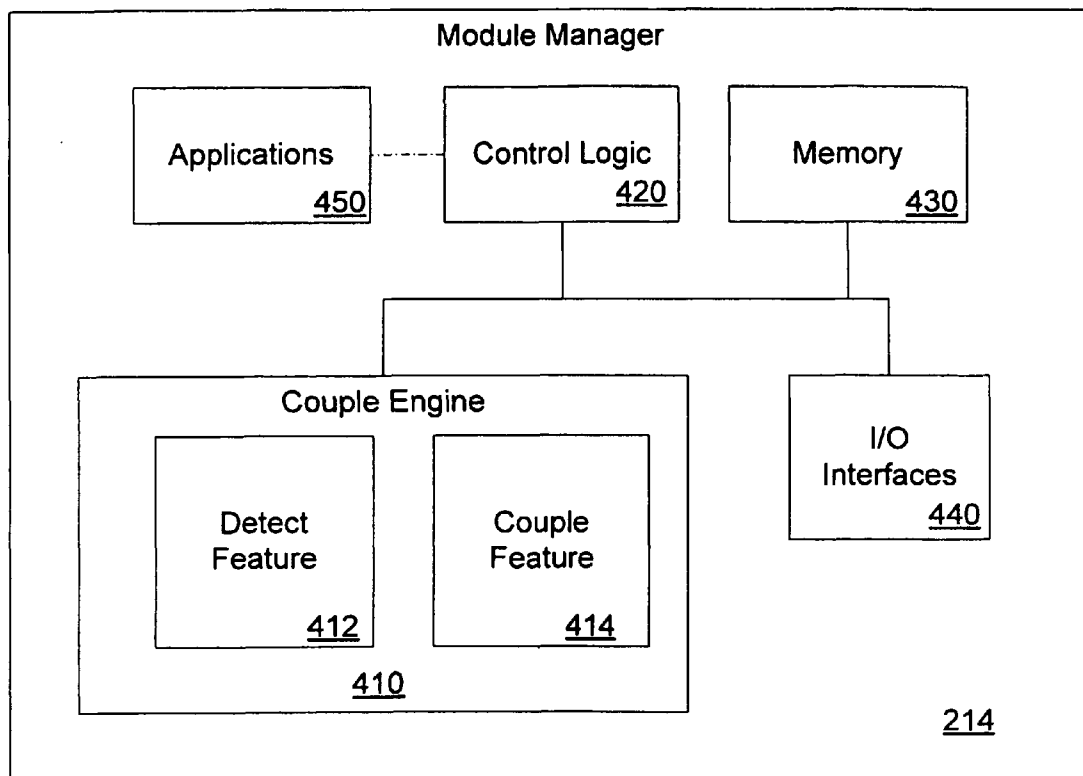 Module Manager
Applications
450
Control Logic
420
Memory
430
Couple Engine
Detect
Feature
412
Couple
Feature
414
410
I/O
Interfaces
440
214